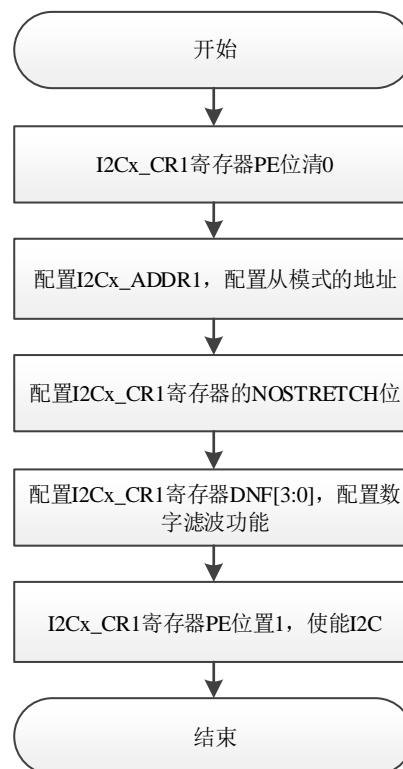 开始
I2Cx_CR1寄存器PE位清0
配置I2Cx_ADDR1，配置从模式的地址
配置I2Cx_CR1寄存器的NOSTRETCH位
配置I2Cx_CR1寄存器DNF[3:0]，配置数
字滤波功能
I2Cx_CR1寄存器PE位置1，使能I2C
结束